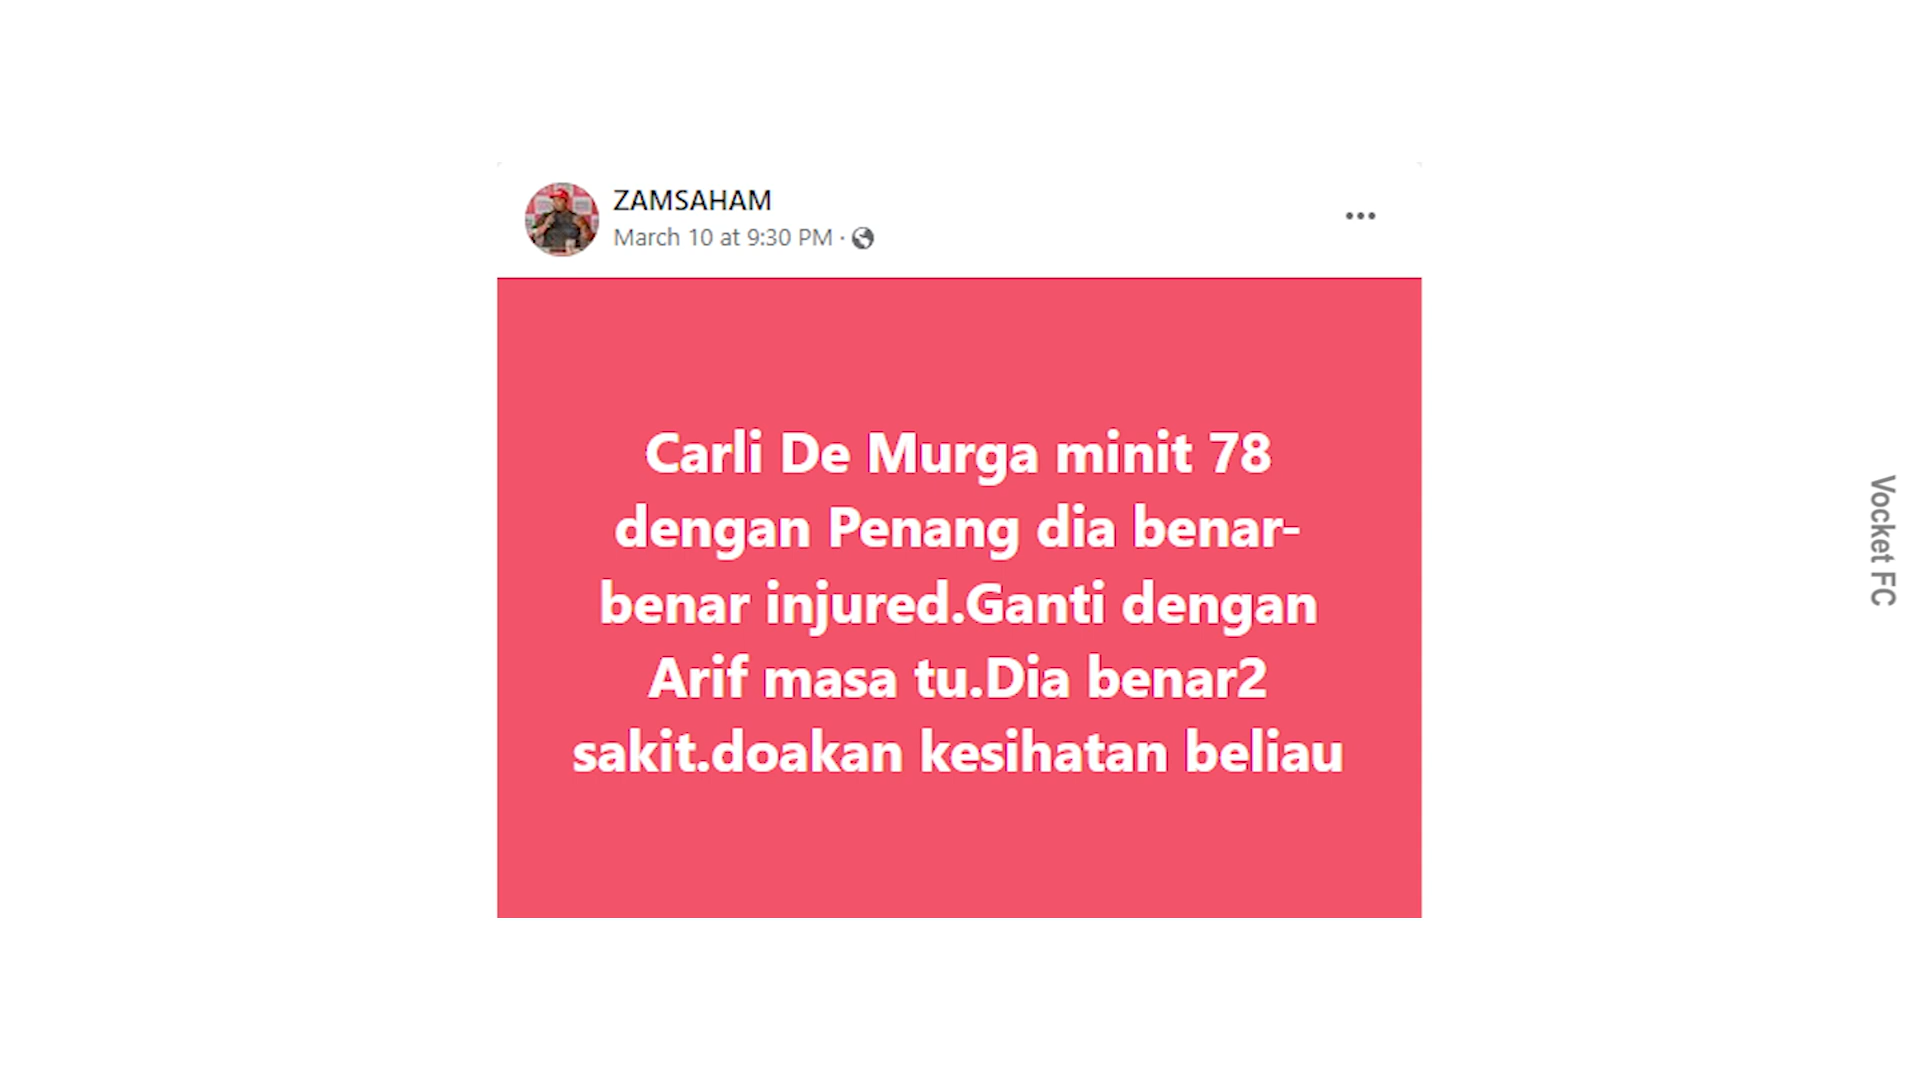 ZAMSAHAM
March 10 at 9:30 PM ·
Carli De Murga minit 78
dengan Penang dia benar-
benar injured.Ganti dengan
Arif masa tu.Dia benar2
sakit.doakan kesihatan beliau
Vocket FC